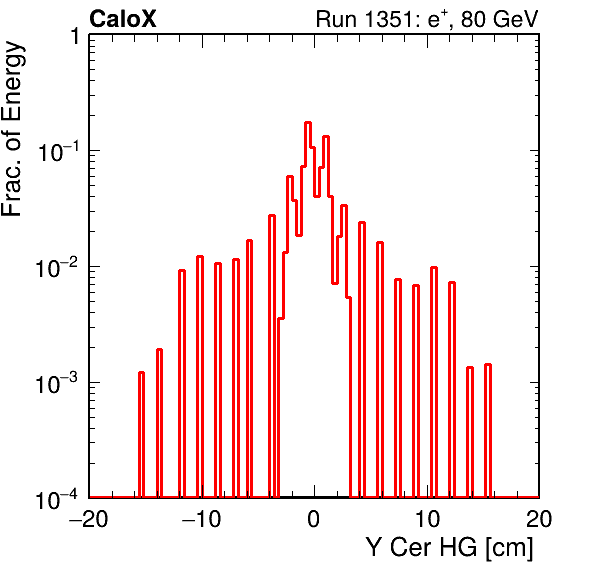 CaloX Run 1351: e⁺, 80 GeV
Frac. of Energy
1
10⁻¹
10⁻²
10⁻³
10⁻⁴
−20 −10 0 10 20
Y Cer HG [cm]